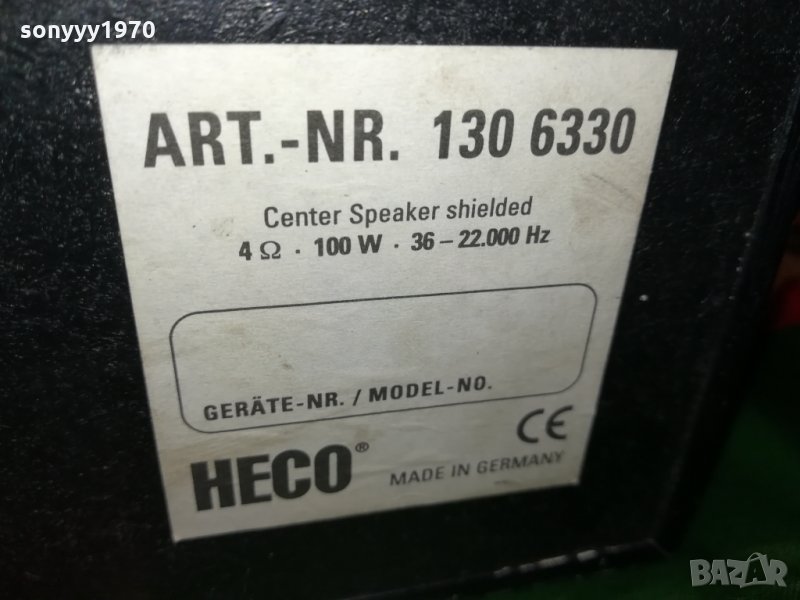 sonyyy1970
ART.-NR. 130 6330
Center Speaker shielded
4 Ω · 100 W · 36 – 22.000 Hz
GERÄTE-NR. / MODEL-NO.
CE
HECO®
MADE IN GERMANY
BAZAR